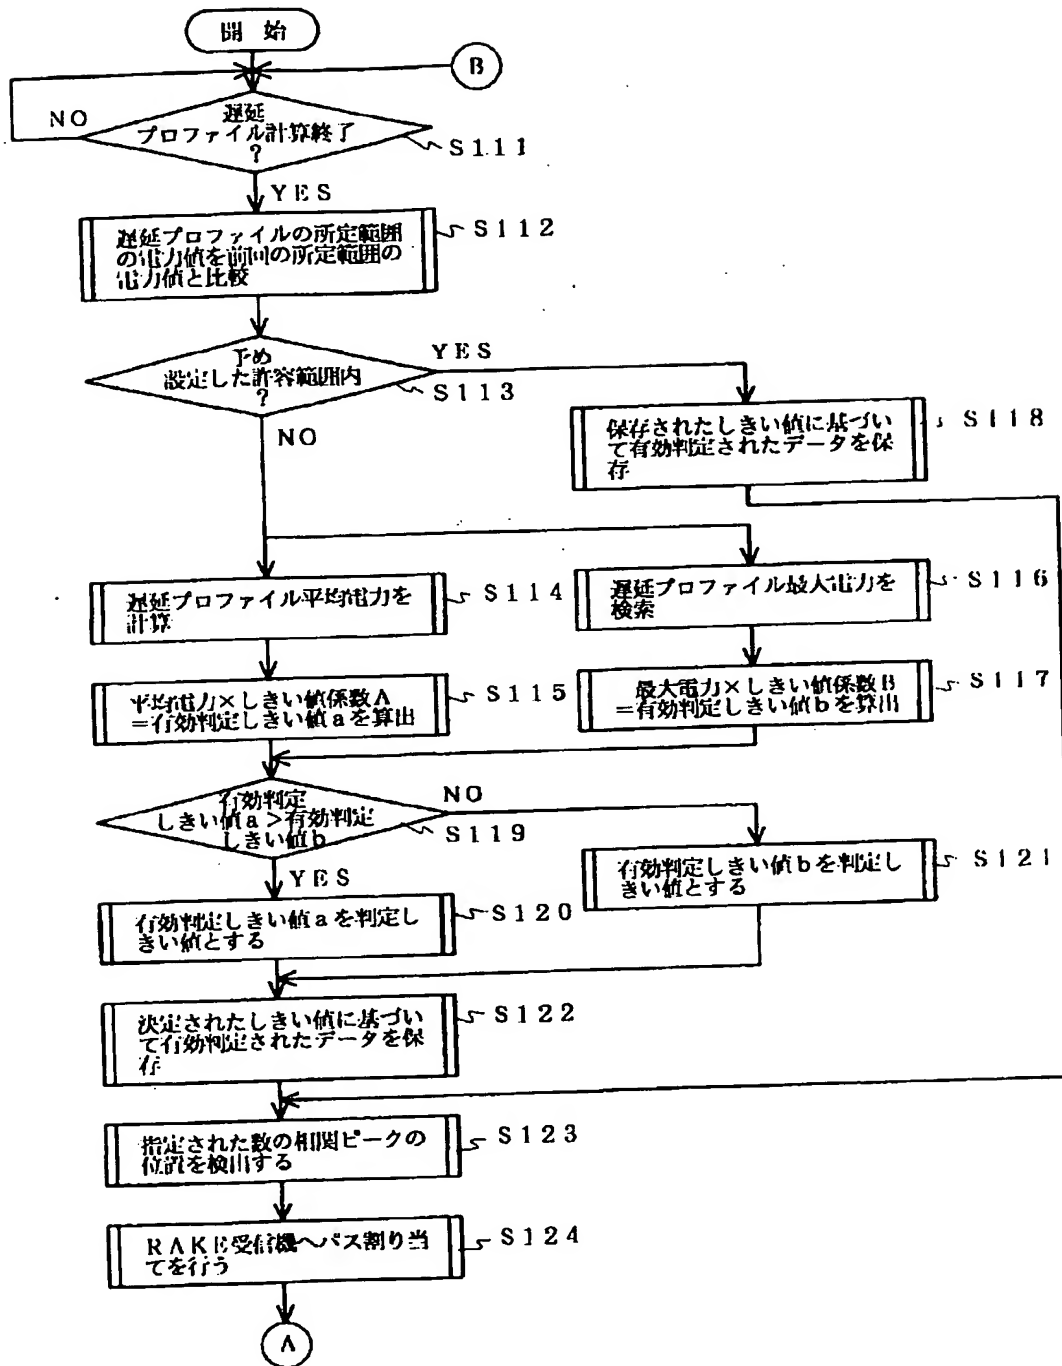 開 始
B
NO
遅延
プロファイル計算終了
?
S111
YES
遅延プロファイルの所定範囲
の電力値を前回の所定範囲の
電力値と比較
S112
予め
設定した許容範囲内
?
YES
S113
NO
保存されたしきい値に基づい
て有効判定されたデータを保
存
S118
遅延プロファイル平均電力を
計算
S114
遅延プロファイル最大電力を
検索
S116
平均電力×しきい値係数A
=有効判定しきい値aを算出
S115
最大電力×しきい値係数B
=有効判定しきい値bを算出
S117
有効判定
しきい値a>有効判定
しきい値b
NO
S119
YES
有効判定しきい値bを判定し
きい値とする
S121
有効判定しきい値aを判定し
きい値とする
S120
決定されたしきい値に基づい
て有効判定されたデータを保
存
S122
指定された数の相関ピークの
位置を検出する
S123
RAKE受信機へパス割り当
てを行う
S124
A